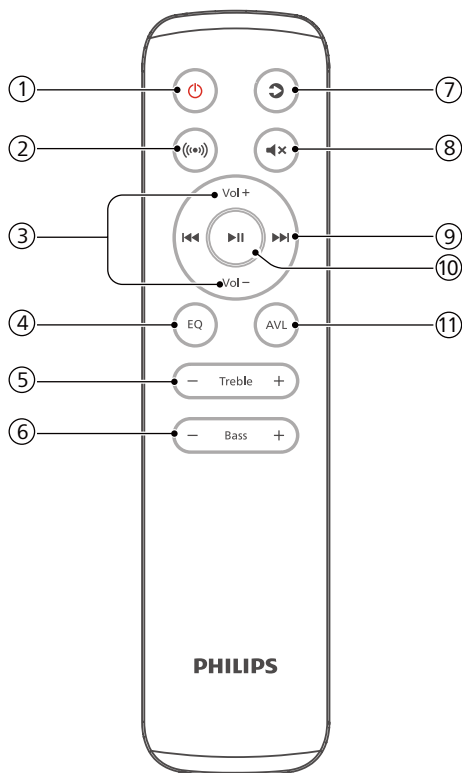 ① ⑦
② ⑧
Vol +
③ ⑨
⑩
Vol −
④ EQ AVL ⑪
⑤ − Treble +
⑥ − Bass +
PHILIPS